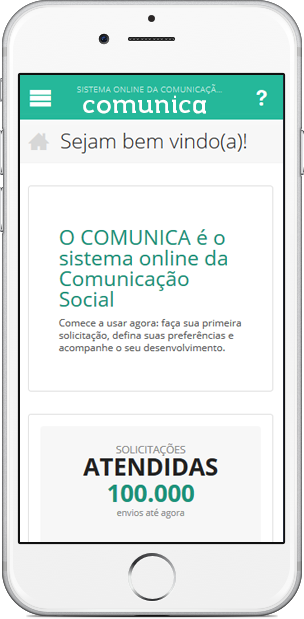 SISTEMA ONLINE DA COMUNICAÇÃ...
comunica
?
Sejam bem vindo(a)!
O COMUNICA é o
sistema online da
Comunicação
Social
Comece a usar agora: faça sua primeira
solicitação, defina suas preferências e
acompanhe o seu desenvolvimento.
SOLICITAÇÕES
ATENDIDAS
100.000
envios até agora